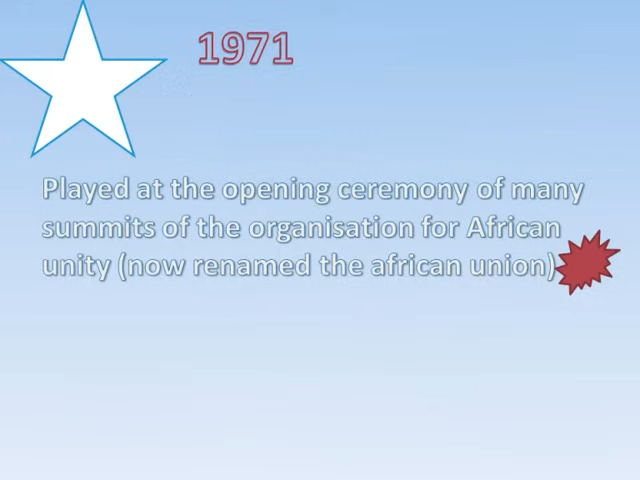 1971
Played at the opening ceremony of many
summits of the organisation for African
unity (now renamed the african union)